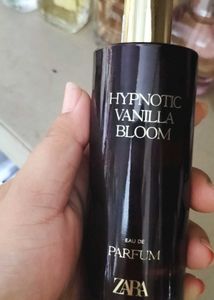 HYPNOTIC
VANILLA
BLOOM
EAU DE
PARFUM
ZARA